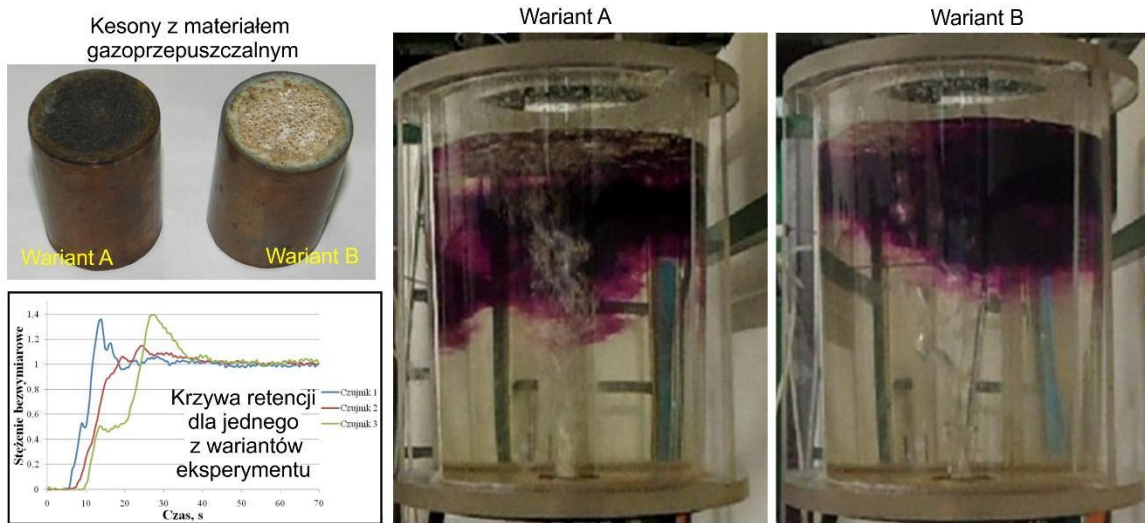 Kesony z materiałem
gazoprzepuszczalnym
Wariant A
Wariant B
Wariant A
Wariant B
Stężenie bezwymiarowe
1.4
1.2
1
0.8
0.6
0.4
0.2
0
0
10
20
30
40
50
60
70
Czas, s
Czujnik 1
Czujnik 2
Czujnik 3
Krzywa retencji
dla jednego
z wariantów
eksperymentu